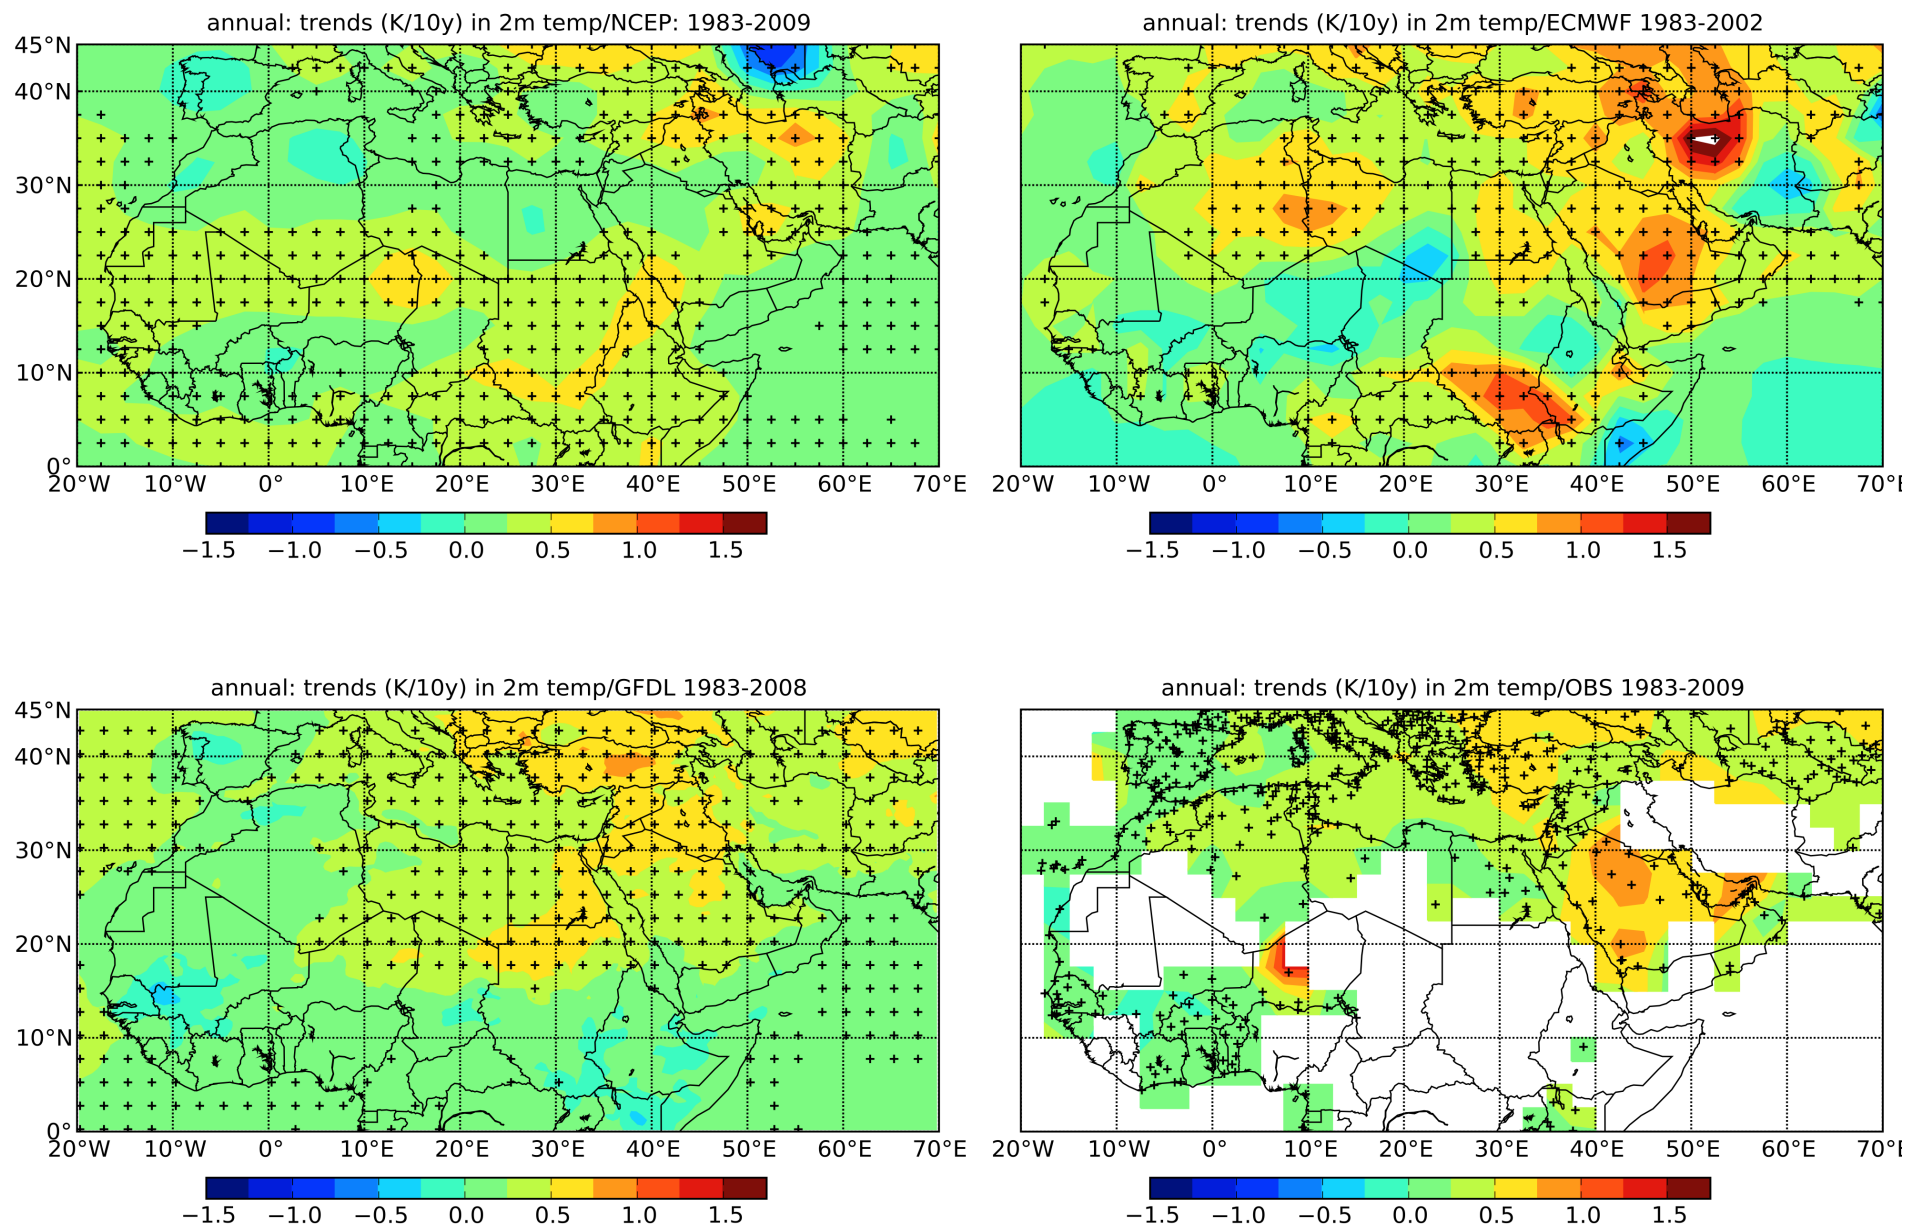 annual: trends (K/10y) in 2m temp/NCEP: 1983-2009
45°N
40°N
30°N
20°N
10°N
0°
20°W 10°W 0° 10°E 20°E 30°E 40°E 50°E 60°E 70°E
−1.5 −1.0 −0.5 0.0 0.5 1.0 1.5
annual: trends (K/10y) in 2m temp/ECMWF 1983-2002
20°W 10°W 0° 10°E 20°E 30°E 40°E 50°E 60°E 70°E
−1.5 −1.0 −0.5 0.0 0.5 1.0 1.5
annual: trends (K/10y) in 2m temp/GFDL 1983-2008
45°N
40°N
30°N
20°N
10°N
0°
20°W 10°W 0° 10°E 20°E 30°E 40°E 50°E 60°E 70°E
−1.5 −1.0 −0.5 0.0 0.5 1.0 1.5
annual: trends (K/10y) in 2m temp/OBS 1983-2009
20°W 10°W 0° 10°E 20°E 30°E 40°E 50°E 60°E 70°E
−1.5 −1.0 −0.5 0.0 0.5 1.0 1.5